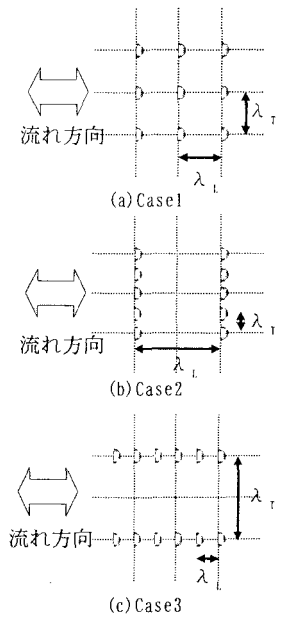 λ T
流れ方向
λ L
(a)Case1
λ T
流れ方向
λ L
(b)Case2
λ T
流れ方向
λ L
(c)Case3